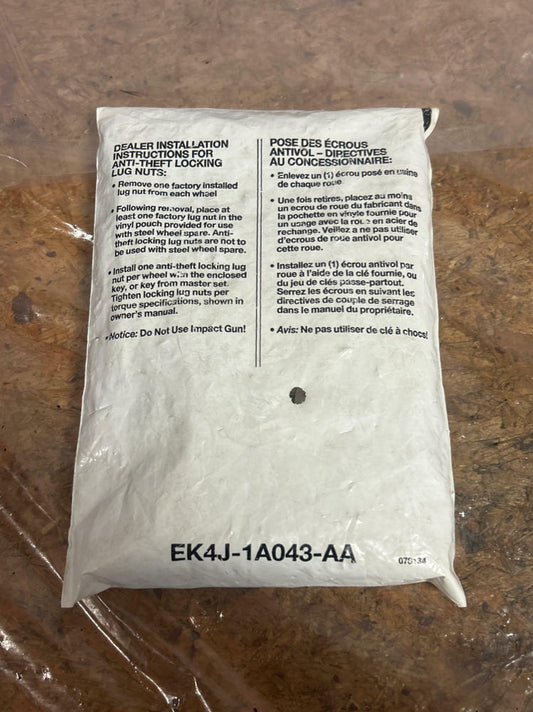 DEALER INSTALLATION
INSTRUCTIONS FOR
ANTI-THEFT LOCKING
LUG NUTS:
• Remove one factory installed
lug nut from each wheel
• Following removal, place at
least one factory lug nut in the
vinyl pouch provided for use
with steel wheel spare. Anti-
theft locking lug nuts are not to
be used with steel wheel spare.
• Install one anti-theft locking lug
nut per wheel with the enclosed
key, or key from master set.
Tighten locking lug nuts per
torque specifications, shown in
owner's manual.
• Notice: Do Not Use Impact Gun!
POSE DES ÉCROUS
ANTIVOL – DIRECTIVES
AU CONCESSIONNAIRE:
• Enlevez un (1) écrou posé en usine
de chaque roue
• Une fois retires, placez au moins
un ecrou de roue du fabricant dans
la pochette en vinyle fournie pour
un usage avec la roue en acier de
rechange. Veillez a ne pas utiliser
d'ecrous de roue antivol pour
cette roue.
• Installez un (1) écrou antivol par
roue à l'aide de la clé fournie, ou
du jeu de clés passe-partout.
Serrez les écrous en suivant les
directives de couple de serrage
dans le manuel du propriétaire.
• Avis: Ne pas utiliser de clé à chocs!
EK4J-1A043-AA